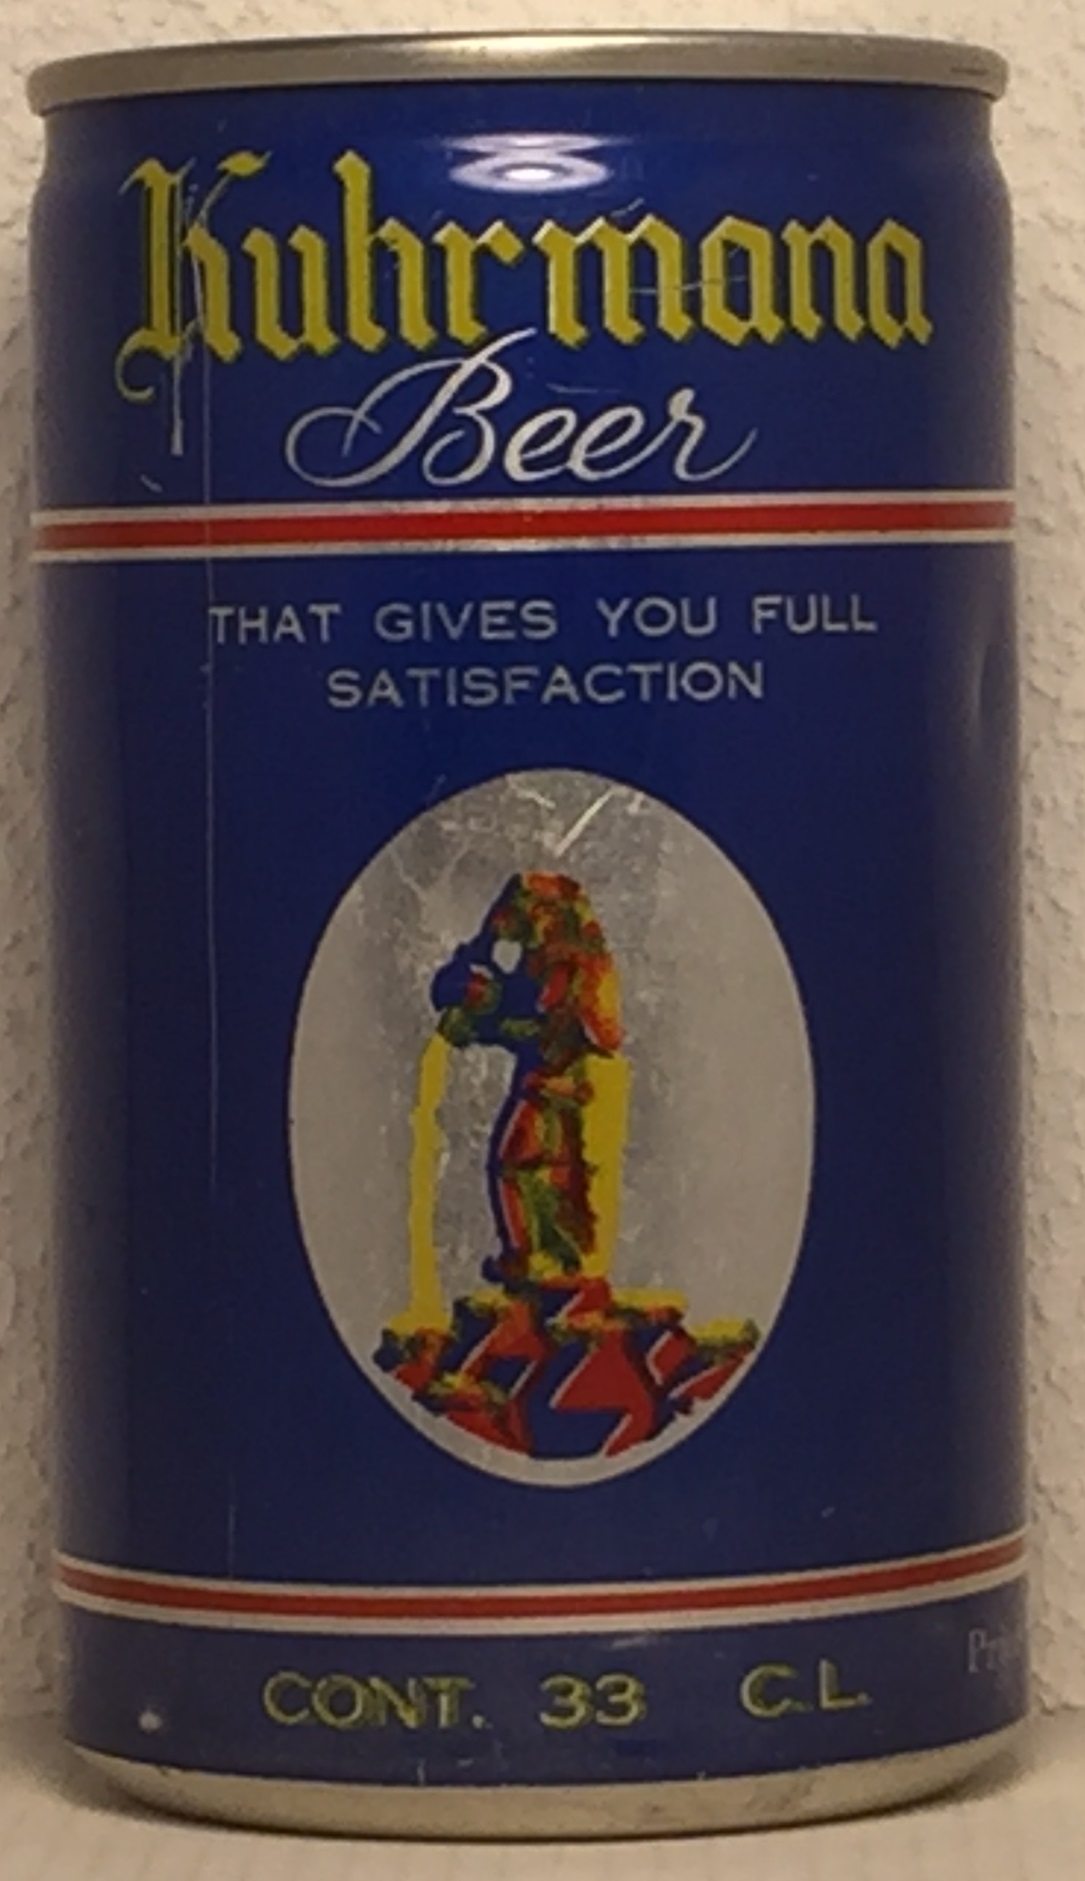 Kuhrmana
Beer
THAT GIVES YOU FULL
SATISFACTION
CONT. 33 C.L.